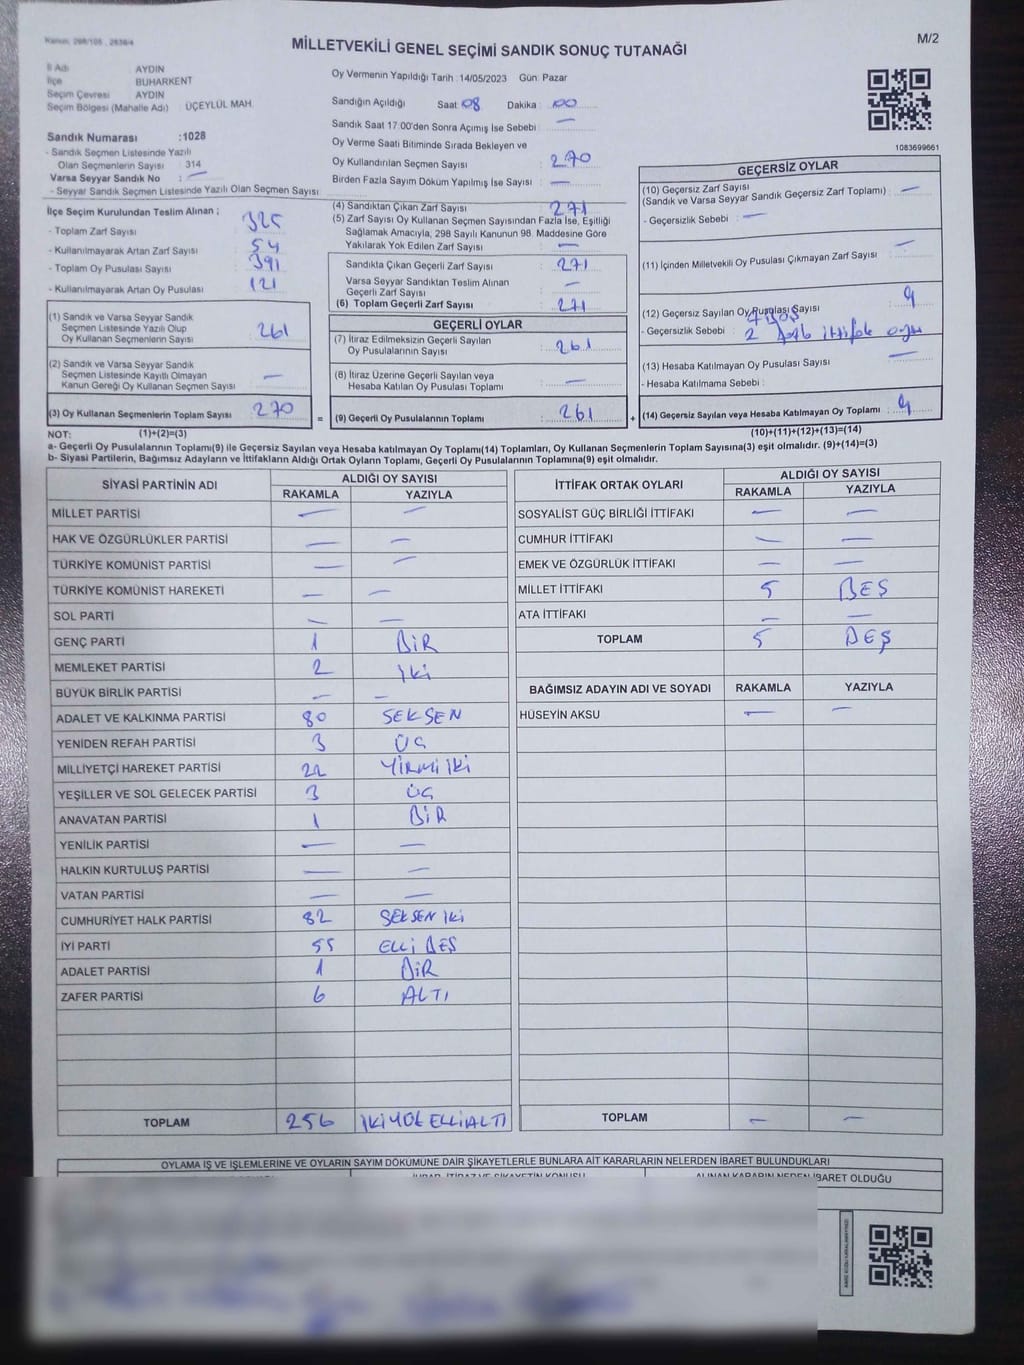 MİLLETVEKİLİ GENEL SEÇİMİ SANDIK SONUÇ TUTANAĞI
M/2
İl Adı AYDIN
İlçe BUHARKENT
Seçim Çevresi AYDIN
Seçim Bölgesi (Mahalle Adı) ÜÇEYLÜL MAH.
Sandık Numarası :1028
- Sandık Seçmen Listesinde Yazılı
Olan Seçmenlerin Sayısı 314
Varsa Seyyar Sandık No : —
- Seyyar Sandık Seçmen Listesinde Yazılı Olan Seçmen Sayısı
Oy Vermenin Yapıldığı Tarih :14/05/2023 Gün: Pazar
Sandığın Açıldığı Saat :08 Dakika : 00
Sandık Saat 17.00'den Sonra Açımış İse Sebebi : —
Oy Verme Saati Bitiminde Sırada Bekleyen ve
Oy Kullandırılan Seçmen Sayısı : 270
Birden Fazla Sayım Döküm Yapılmış İse Sayısı : —
1083699661
İlçe Seçim Kurulundan Teslim Alınan ;
- Toplam Zarf Sayısı : 325
- Kullanılmayarak Artan Zarf Sayısı : 54
- Toplam Oy Pusulası Sayısı : 391
- Kullanılmayarak Artan Oy Pusulası : 121
(1) Sandık ve Varsa Seyyar Sandık
Seçmen Listesinde Yazılı Olup
Oy Kullanan Seçmenlerin Sayısı : 261
(2) Sandık ve Varsa Seyyar Sandık
Seçmen Listesinde Kayıtlı Olmayan
Kanun Gereği Oy Kullanan Seçmen Sayısı : —
(3) Oy Kullanan Seçmenlerin Toplam Sayısı : 270
(1)+(2)=(3)
(4) Sandıktan Çıkan Zarf Sayısı : 271
(5) Zarf Sayısı Oy Kullanan Seçmen Sayısından Fazla İse, Eşitliği
Sağlamak Amacıyla, 298 Sayılı Kanunun 98. Maddesine Göre
Yakılarak Yok Edilen Zarf Sayısı : —
Sandıkta Çıkan Geçerli Zarf Sayısı : 271
Varsa Seyyar Sandıktan Teslim Alınan
Geçerli Zarf Sayısı : —
(6) Toplam Geçerli Zarf Sayısı : 271
GEÇERLİ OYLAR
(7) İtiraz Edilmeksizin Geçerli Sayılan
Oy Pusulalarının Sayısı : 261
(8) İtiraz Üzerine Geçerli Sayılan veya
Hesaba Katılan Oy Pusulası Toplamı : —
= (9) Geçerli Oy Pusulalarının Toplamı : 261 +
GEÇERSİZ OYLAR
(10) Geçersiz Zarf Sayısı : —
(Sandık ve Varsa Seyyar Sandık Geçersiz Zarf Toplamı)
- Geçersizlik Sebebi : —
(11) İçinden Milletvekili Oy Pusulası Çıkmayan Zarf Sayısı : —
(12) Geçersiz Sayılan Oy Pusulası Sayısı : 9
- Geçersizlik Sebebi : 2 ittifak oyu
(13) Hesaba Katılmayan Oy Pusulası Sayısı : —
- Hesaba Katılmama Sebebi :
(14) Geçersiz Sayılan veya Hesaba Katılmayan Oy Toplamı : 9
(10)+(11)+(12)+(13)=(14)
NOT:
a- Geçerli Oy Pusulalarının Toplamı(9) ile Geçersiz Sayılan veya Hesaba katılmayan Oy Toplamı(14) Toplamları, Oy Kullanan Seçmenlerin Toplam Sayısına(3) eşit olmalıdır. (9)+(14)=(3)
b- Siyasi Partilerin, Bağımsız Adayların ve İttifakların Aldığı Ortak Oyların Toplamı, Geçerli Oy Pusulalarının Toplamına(9) eşit olmalıdır.
SİYASİ PARTİNİN ADI ALDIĞI OY SAYISI
RAKAMLA YAZIYLA
MİLLET PARTİSİ — —
HAK VE ÖZGÜRLÜKLER PARTİSİ — —
TÜRKİYE KOMÜNİST PARTİSİ — —
TÜRKİYE KOMÜNİST HAREKETİ — —
SOL PARTİ — —
GENÇ PARTİ 1 BİR
MEMLEKET PARTİSİ 2 İki
BÜYÜK BİRLİK PARTİSİ — —
ADALET VE KALKINMA PARTİSİ 80 SEKSEN
YENİDEN REFAH PARTİSİ 3 ÜÇ
MİLLİYETÇİ HAREKET PARTİSİ 22 YİRMİ İKİ
YEŞİLLER VE SOL GELECEK PARTİSİ 3 ÜÇ
ANAVATAN PARTİSİ 1 BİR
YENİLİK PARTİSİ — —
HALKIN KURTULUŞ PARTİSİ — —
VATAN PARTİSİ — —
CUMHURİYET HALK PARTİSİ 82 SEKSEN İKİ
İYİ PARTİ 55 ELLİ BEŞ
ADALET PARTİSİ 1 BİR
ZAFER PARTİSİ 6 ALTI
TOPLAM 256 İKİYÜZ ELLİALTI
İTTİFAK ORTAK OYLARI ALDIĞI OY SAYISI
RAKAMLA YAZIYLA
SOSYALİST GÜÇ BİRLİĞİ İTTİFAKI — —
CUMHUR İTTİFAKI — —
EMEK VE ÖZGÜRLÜK İTTİFAKI — —
MİLLET İTTİFAKI 5 BEŞ
ATA İTTİFAKI — —
TOPLAM 5 BEŞ
BAĞIMSIZ ADAYIN ADI VE SOYADI RAKAMLA YAZIYLA
HÜSEYİN AKSU — —
TOPLAM — —
OYLAMA İŞ VE İŞLEMLERİNE VE OYLARIN SAYIM DÖKÜMÜNE DAİR ŞİKAYETLERLE BUNLARA AİT KARARLARIN NELERDEN İBARET BULUNDUKLARI
ALINAN KARARIN NEDEN İBARET OLDUĞU